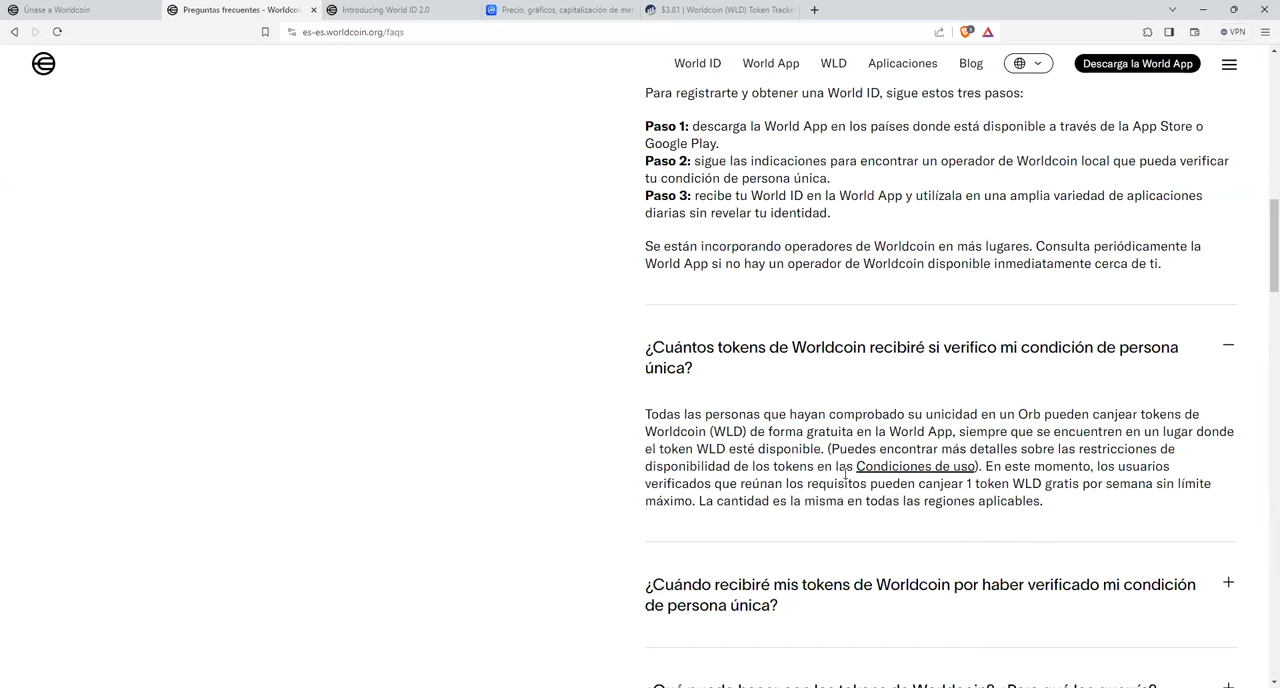 Únase a Worldcoin
Preguntas frecuentes - Worldcoin
Introducing World ID 2.0
Precio, gráficos, capitalización de mer
$3.81 | Worldcoin (WLD) Token Tracke
es-es.worldcoin.org/faqs
VPN
World ID
World App
WLD
Aplicaciones
Blog
Descarga la World App
Para registrarte y obtener una World ID, sigue estos tres pasos:
Paso 1: descarga la World App en los países donde está disponible a través de la App Store o
Google Play.
Paso 2: sigue las indicaciones para encontrar un operador de Worldcoin local que pueda verificar
tu condición de persona única.
Paso 3: recibe tu World ID en la World App y utilízala en una amplia variedad de aplicaciones
diarias sin revelar tu identidad.
Se están incorporando operadores de Worldcoin en más lugares. Consulta periódicamente la
World App si no hay un operador de Worldcoin disponible inmediatamente cerca de ti.
¿Cuántos tokens de Worldcoin recibiré si verifico mi condición de persona
única?
Todas las personas que hayan comprobado su unicidad en un Orb pueden canjear tokens de
Worldcoin (WLD) de forma gratuita en la World App, siempre que se encuentren en un lugar donde
el token WLD esté disponible. (Puedes encontrar más detalles sobre las restricciones de
disponibilidad de los tokens en las Condiciones de uso). En este momento, los usuarios
verificados que reúnan los requisitos pueden canjear 1 token WLD gratis por semana sin límite
máximo. La cantidad es la misma en todas las regiones aplicables.
¿Cuándo recibiré mis tokens de Worldcoin por haber verificado mi condición
de persona única?